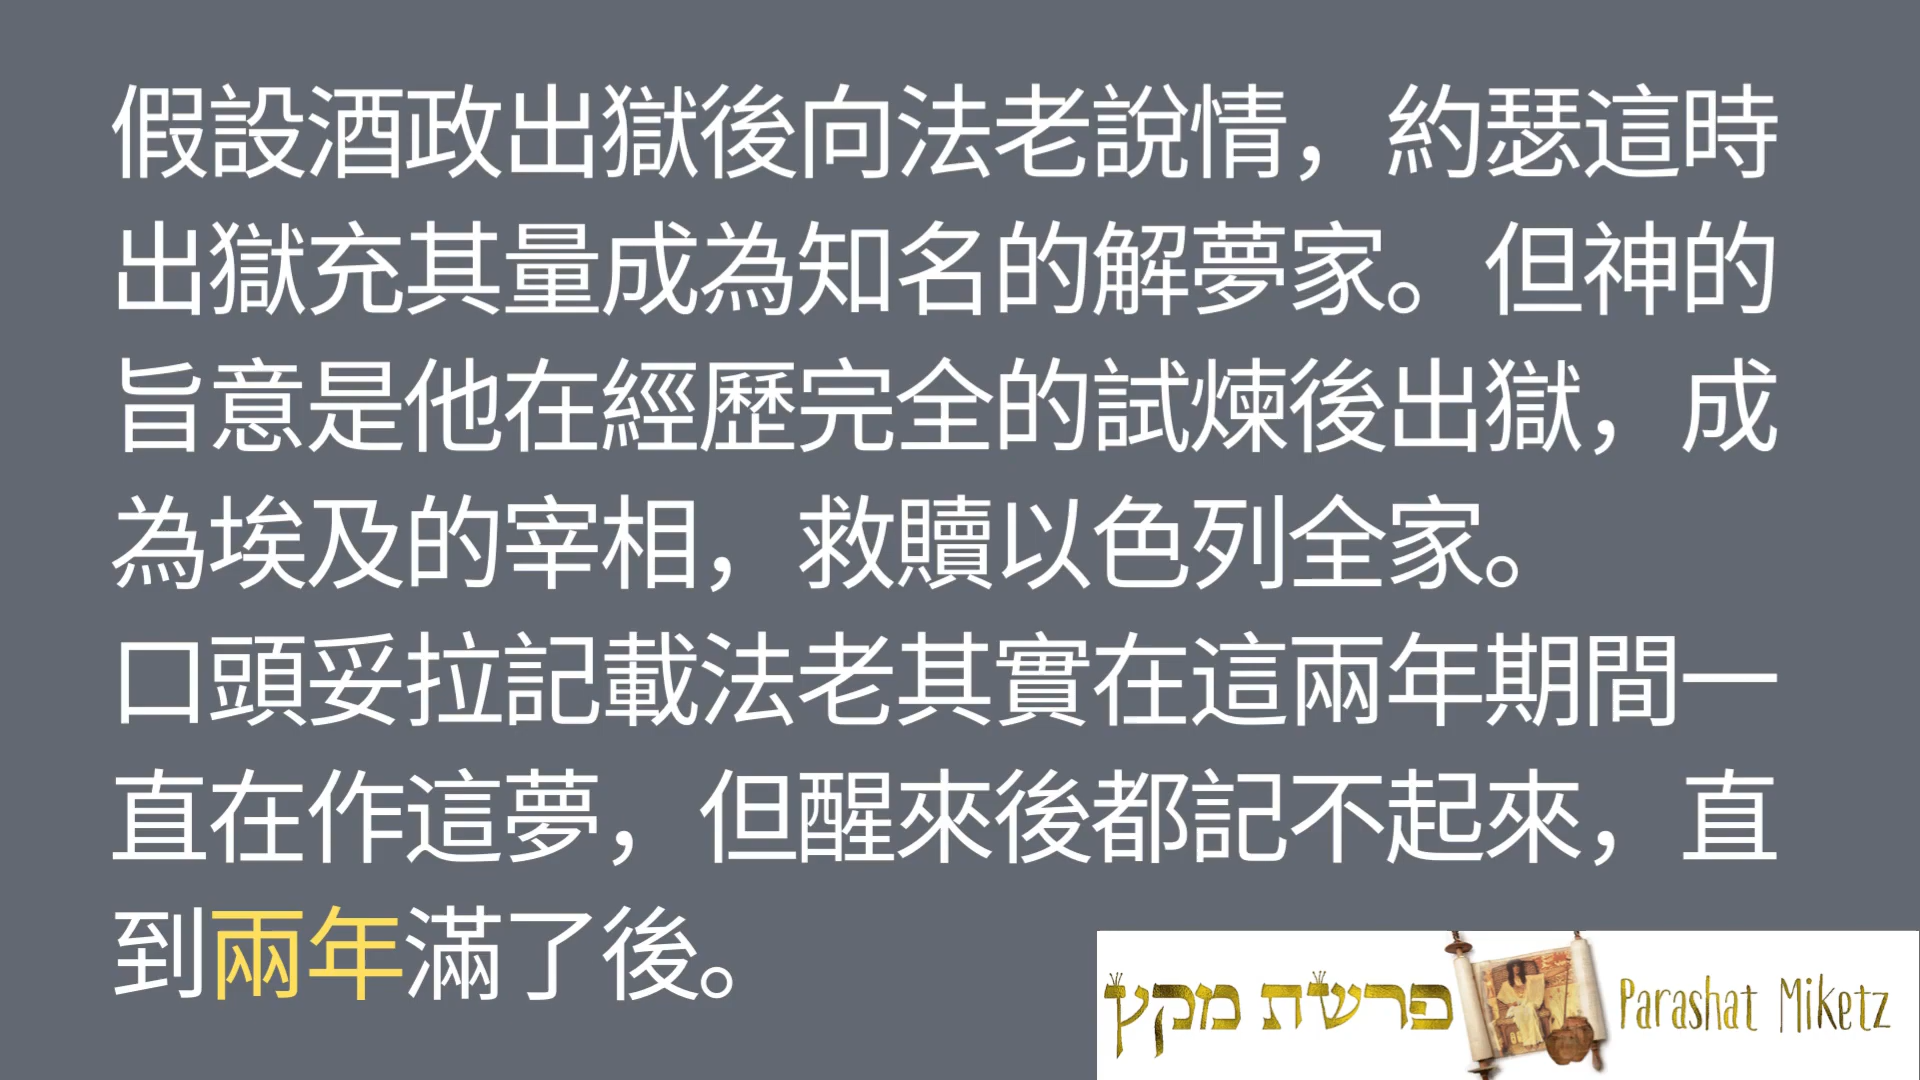 假設酒政出獄後向法老說情，約瑟這時
出獄充其量成為知名的解夢家。但神的
旨意是他在經歷完全的試煉後出獄，成
為埃及的宰相，救贖以色列全家。
口頭妥拉記載法老其實在這兩年期間一
直在作這夢，但醒來後都記不起來，直
到兩年滿了後。
פרשת מקץ Parashat Miketz